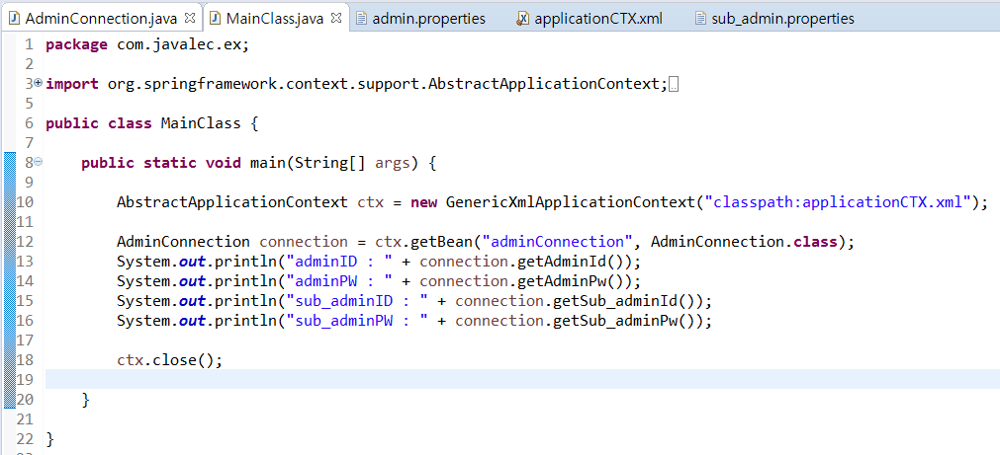 AdminConnection.java MainClass.java admin.properties applicationCTX.xml sub_admin.properties
1 package com.javalec.ex;
2
3 import org.springframework.context.support.AbstractApplicationContext;
5
6 public class MainClass {
7
8     public static void main(String[] args) {
9
10         AbstractApplicationContext ctx = new GenericXmlApplicationContext("classpath:applicationCTX.xml");
11
12         AdminConnection connection = ctx.getBean("adminConnection", AdminConnection.class);
13         System.out.println("adminID : " + connection.getAdminId());
14         System.out.println("adminPW : " + connection.getAdminPw());
15         System.out.println("sub_adminID : " + connection.getSub_adminId());
16         System.out.println("sub_adminPW : " + connection.getSub_adminPw());
17
18         ctx.close();
19
20     }
21
22 }